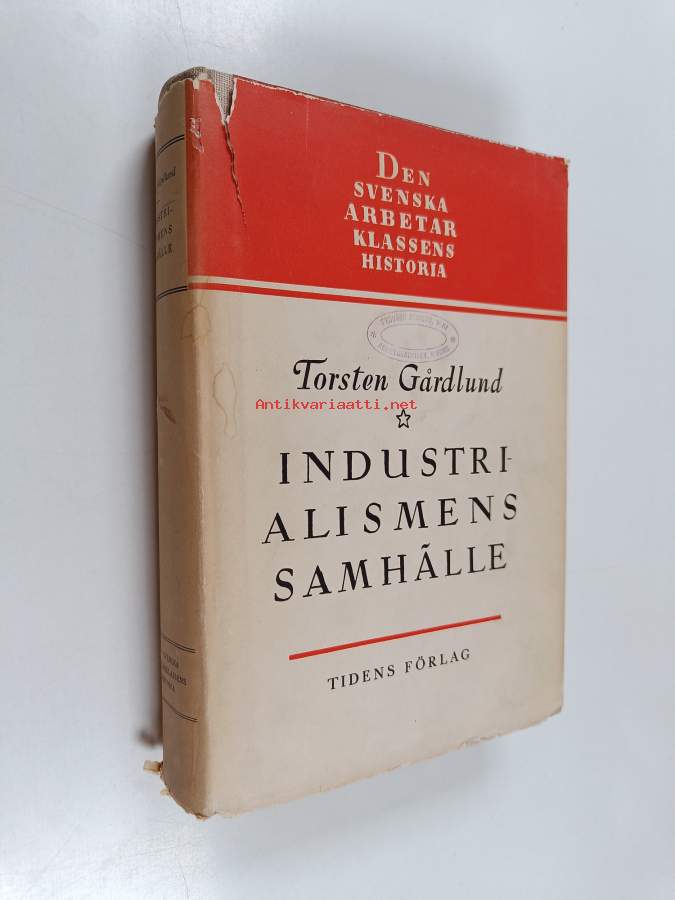 DEN
SVENSKA
ARBETAR
KLASSENS
HISTORIA
Torsten Gårdlund
Antikvariaatti.net
INDUSTRI-
ALISMENS
SAMHÄLLE
TIDENS FÖRLAG